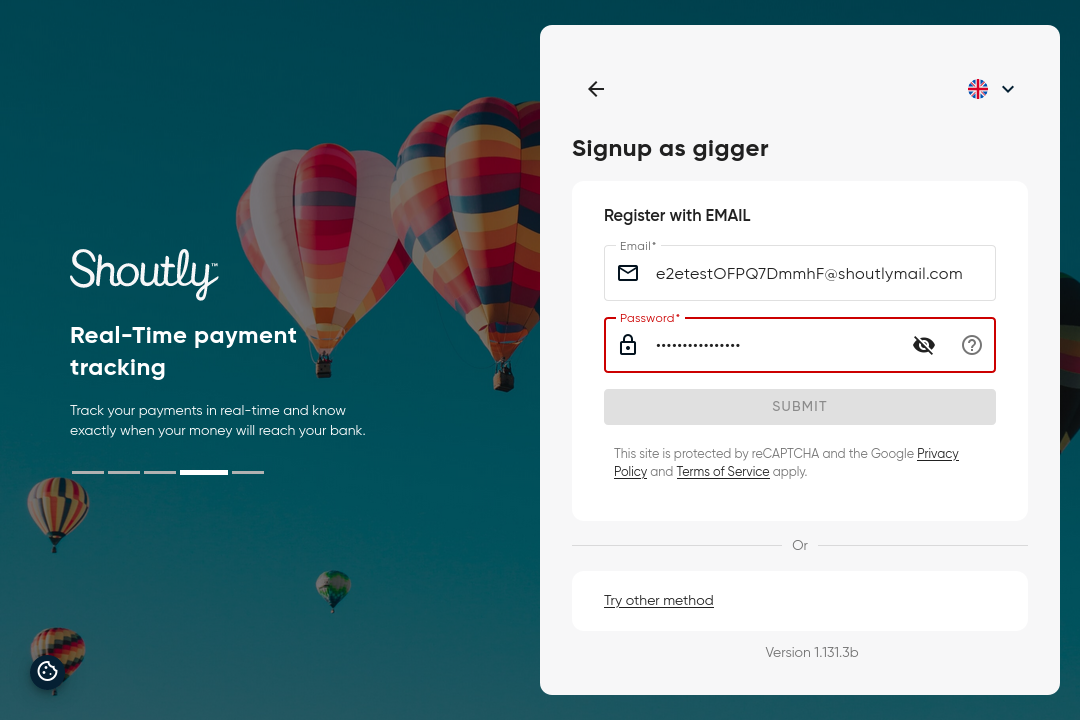 Shoutly™
Real-Time payment
tracking
Track your payments in real-time and know
exactly when your money will reach your bank.
Signup as gigger
Register with EMAIL
Email*
e2etestOFPQ7DmmhF@shoutlymail.com
Password*
••••••••••••••••
SUBMIT
This site is protected by reCAPTCHA and the Google Privacy
Policy and Terms of Service apply.
Or
Try other method
Version 1.131.3b